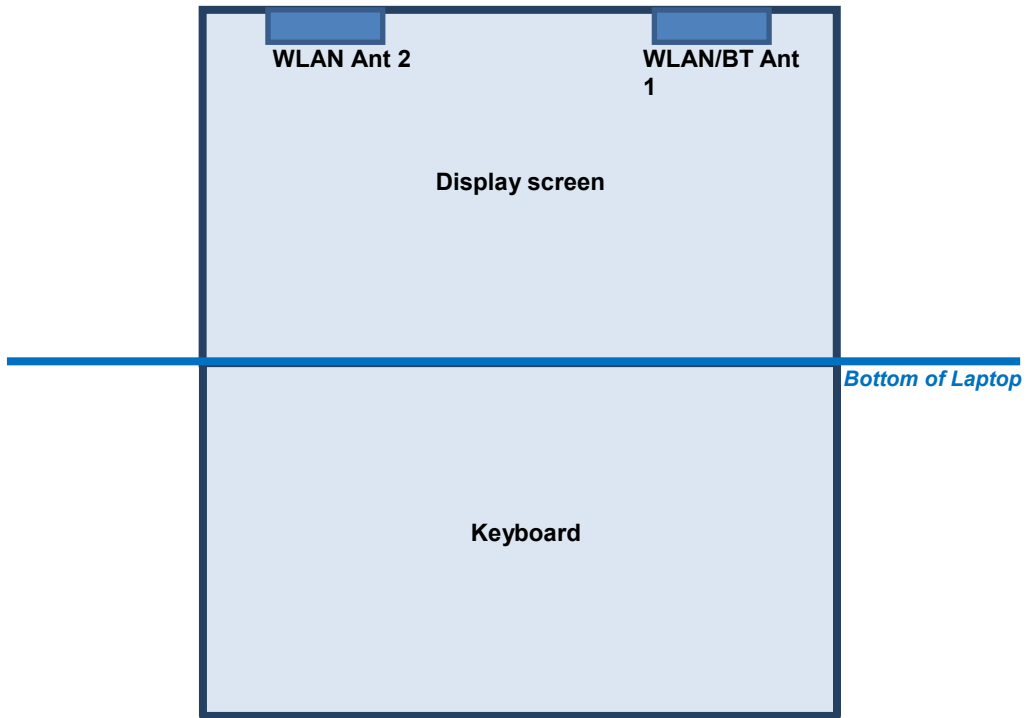 WLAN Ant 2
WLAN/BT Ant
1
Display screen
Bottom of Laptop
Keyboard